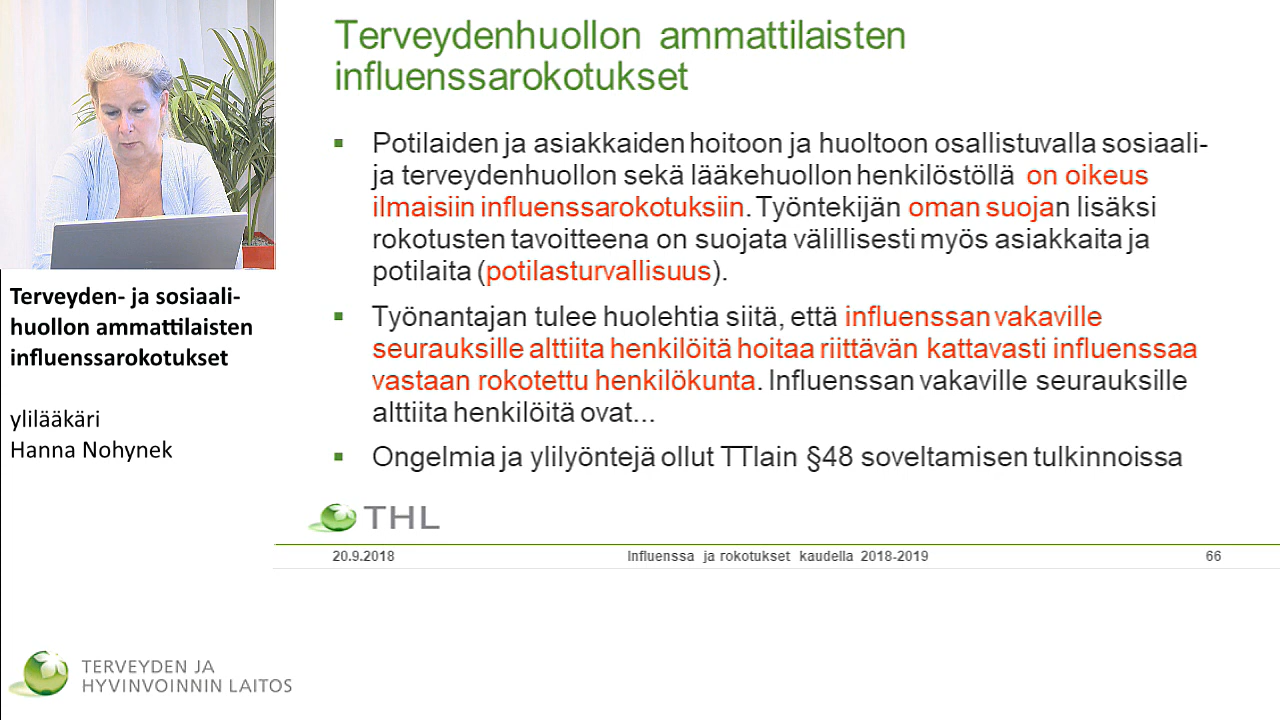 Terveydenhuollon ammattilaisten
influenssarokotukset
Potilaiden ja asiakkaiden hoitoon ja huoltoon osallistuvalla sosiaali-
ja terveydenhuollon sekä lääkehuollon henkilöstöllä on oikeus
ilmaisiin influenssarokotuksiin. Työntekijän oman suojan lisäksi
rokotusten tavoitteena on suojata välillisesti myös asiakkaita ja
potilaita (potilasturvallisuus).
Työnantajan tulee huolehtia siitä, että influenssan vakaville
seurauksille alttiita henkilöitä hoitaa riittävän kattavasti influenssaa
vastaan rokotettu henkilökunta. Influenssan vakaville seurauksille
alttiita henkilöitä ovat...
Ongelmia ja ylilyöntejä ollut TTlain §48 soveltamisen tulkinnoissa
THL
20.9.2018 Influenssa ja rokotukset kaudella 2018-2019 66
Terveyden- ja sosiaali-
huollon ammattilaisten
influenssarokotukset
ylilääkäri
Hanna Nohynek
TERVEYDEN JA
HYVINVOINNIN LAITOS